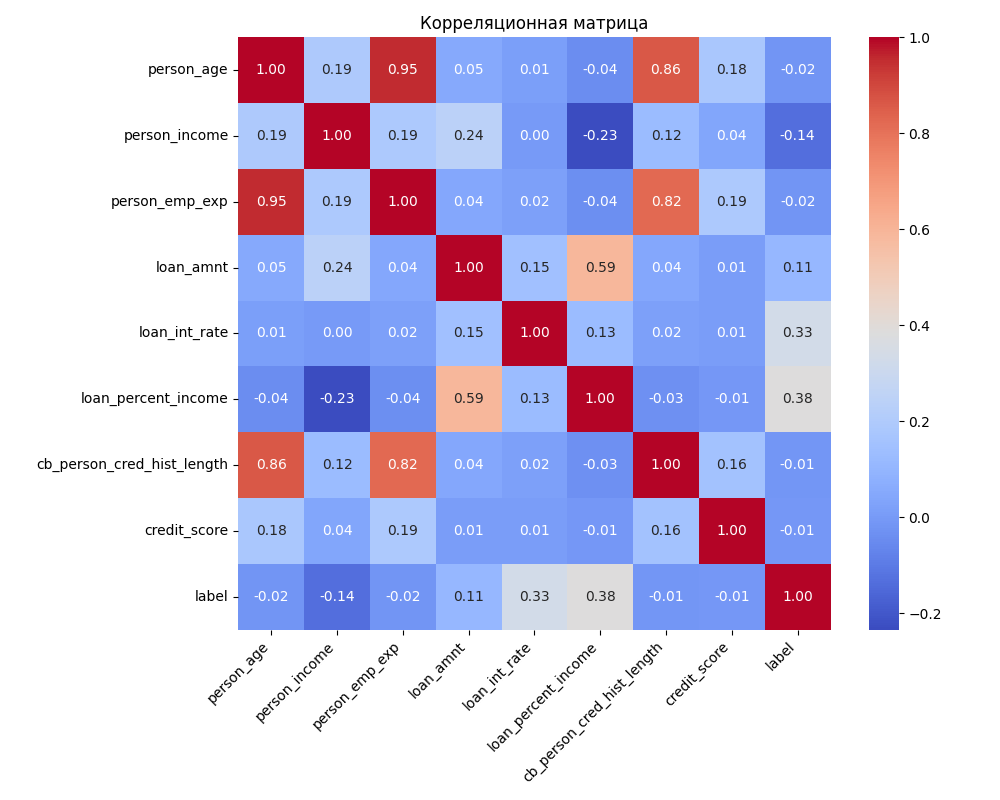 Корреляционная матрица
person_age 1.00 0.19 0.95 0.05 0.01 -0.04 0.86 0.18 -0.02
person_income 0.19 1.00 0.19 0.24 0.00 -0.23 0.12 0.04 -0.14
person_emp_exp 0.95 0.19 1.00 0.04 0.02 -0.04 0.82 0.19 -0.02
loan_amnt 0.05 0.24 0.04 1.00 0.15 0.59 0.04 0.01 0.11
loan_int_rate 0.01 0.00 0.02 0.15 1.00 0.13 0.02 0.01 0.33
loan_percent_income -0.04 -0.23 -0.04 0.59 0.13 1.00 -0.03 -0.01 0.38
cb_person_cred_hist_length 0.86 0.12 0.82 0.04 0.02 -0.03 1.00 0.16 -0.01
credit_score 0.18 0.04 0.19 0.01 0.01 -0.01 0.16 1.00 -0.01
label -0.02 -0.14 -0.02 0.11 0.33 0.38 -0.01 -0.01 1.00
person_age
person_income
person_emp_exp
loan_amnt
loan_int_rate
loan_percent_income
cb_person_cred_hist_length
credit_score
label
1.0
0.8
0.6
0.4
0.2
0.0
−0.2